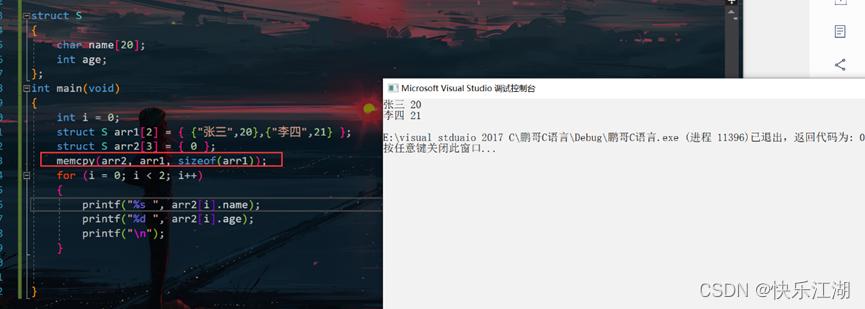 struct S
{
char name[20];
int age;
};
int main(void)
{
int i = 0;
struct S arr1[2] = { {"张三",20},{"李四",21} };
struct S arr2[3] = { 0 };
memcpy(arr2, arr1, sizeof(arr1));
for (i = 0; i < 2; i++)
{
printf("%s ", arr2[i].name);
printf("%d ", arr2[i].age);
printf("\n");
}
}
Microsoft Visual Studio 调试控制台
张三 20
李四 21
E:\visual stduaio 2017 C\鹏哥C语言\Debug\鹏哥C语言.exe (进程 11396)已退出，返回代码为: 0
按任意键关闭此窗口...
CSDN @快乐江湖